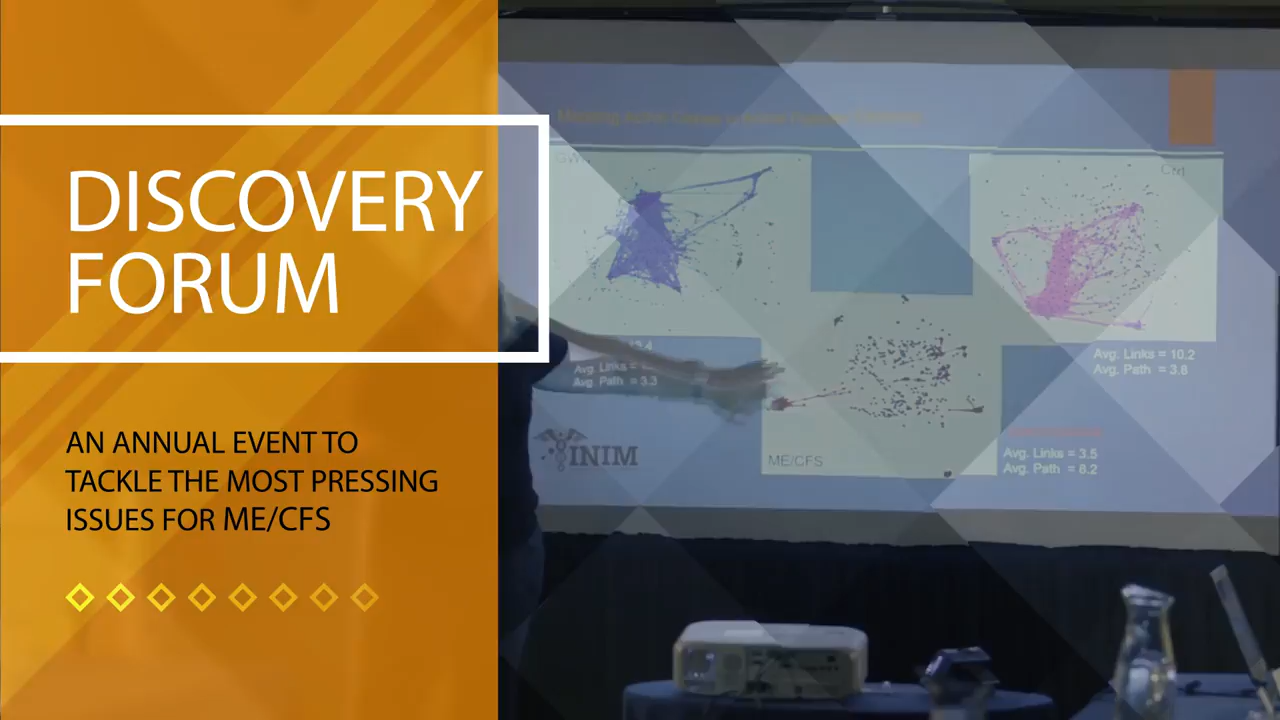 DISCOVERY
FORUM
AN ANNUAL EVENT TO
TACKLE THE MOST PRESSING
ISSUES FOR ME/CFS
Avg. Path = 3.3
INIM
ME/CFS
Ctrl
Avg. Links = 10.2
Avg. Path = 3.8
Avg. Links = 3.5
Avg. Path = 8.2